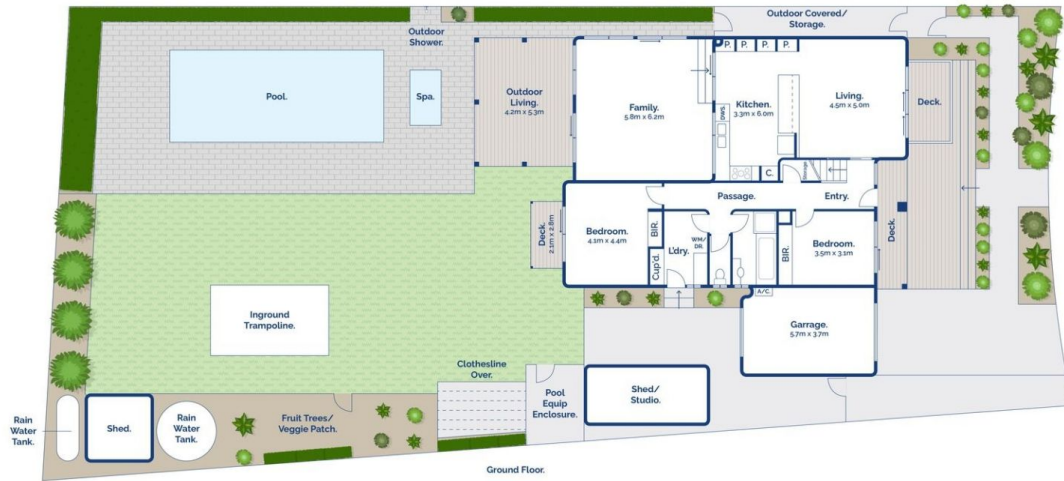 Outdoor Covered/
Storage.
Outdoor
Shower.
Pool.
Spa.
Outdoor
Living.
4.2m x 5.3m
Family.
5.8m x 6.2m
P.
P.
P.
P.
Kitchen.
3.3m x 6.0m
DWS.
C.
Living.
4.5m x 5.0m
Deck.
Storage
Passage.
Entry.
Deck.
2.1m x 2.8m
Bedroom.
4.1m x 4.4m
BIR.
Cup'd.
L'dry.
WM/
DR.
BIR.
Bedroom.
3.5m x 3.1m
Deck.
A/C
Garrage.
5.7m x 3.7m
Inground
Trampoline.
Clothesline
Over.
Pool
Equip
Enclosure.
Shed/
Studio.
Rain
Water
Tank.
Shed.
Rain
Water
Tank.
Fruit Trees/
Veggie Patch.
Ground Floor.